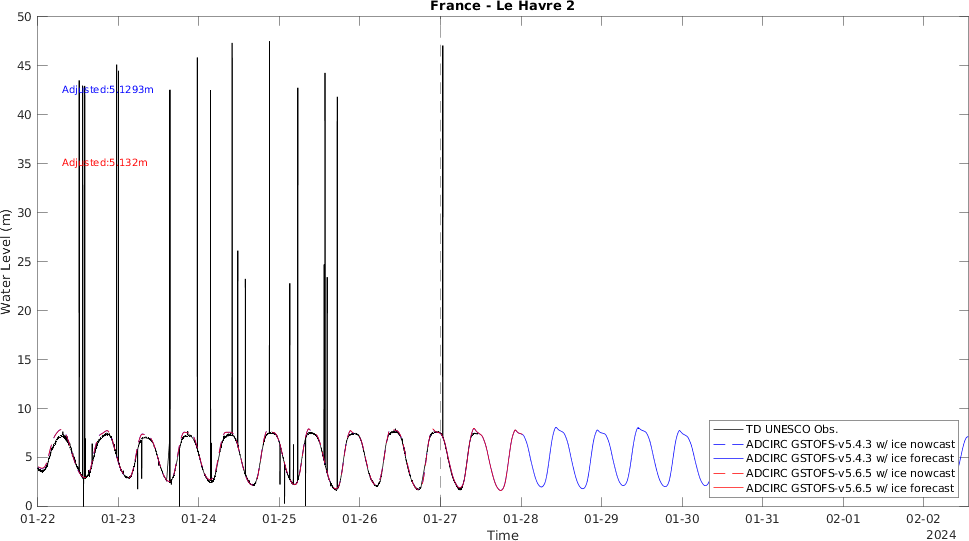 France - Le Havre 2
50
45
40
35
30
25
20
15
10
5
0
Water Level (m)
Adjusted:5.1293m
Adjusted:5.132m
TD UNESCO Obs.
ADCIRC GSTOFS-v5.4.3 w/ ice nowcast
ADCIRC GSTOFS-v5.4.3 w/ ice forecast
ADCIRC GSTOFS-v5.6.5 w/ ice nowcast
ADCIRC GSTOFS-v5.6.5 w/ ice forecast
01-22 01-23 01-24 01-25 01-26 01-27 01-28 01-29 01-30 01-31 02-01 02-02
Time
2024